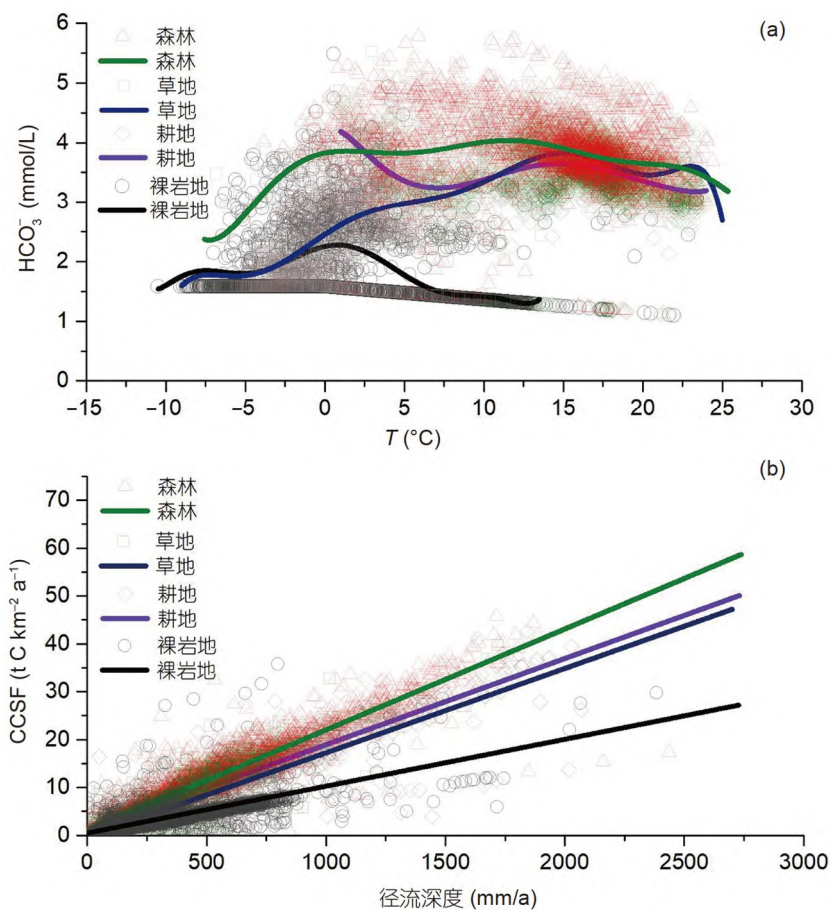 (a)
6
5
4
3
2
1
0
HCO₃⁻ (mmol/L)
森林
森林
草地
草地
耕地
耕地
裸岩地
裸岩地
−15 −10 −5 0 5 10 15 20 25 30
T (°C)
(b)
70
60
50
40
30
20
10
0
CCSF (t C km⁻² a⁻¹)
森林
森林
草地
草地
耕地
耕地
裸岩地
裸岩地
0 500 1000 1500 2000 2500 3000
径流深度 (mm/a)